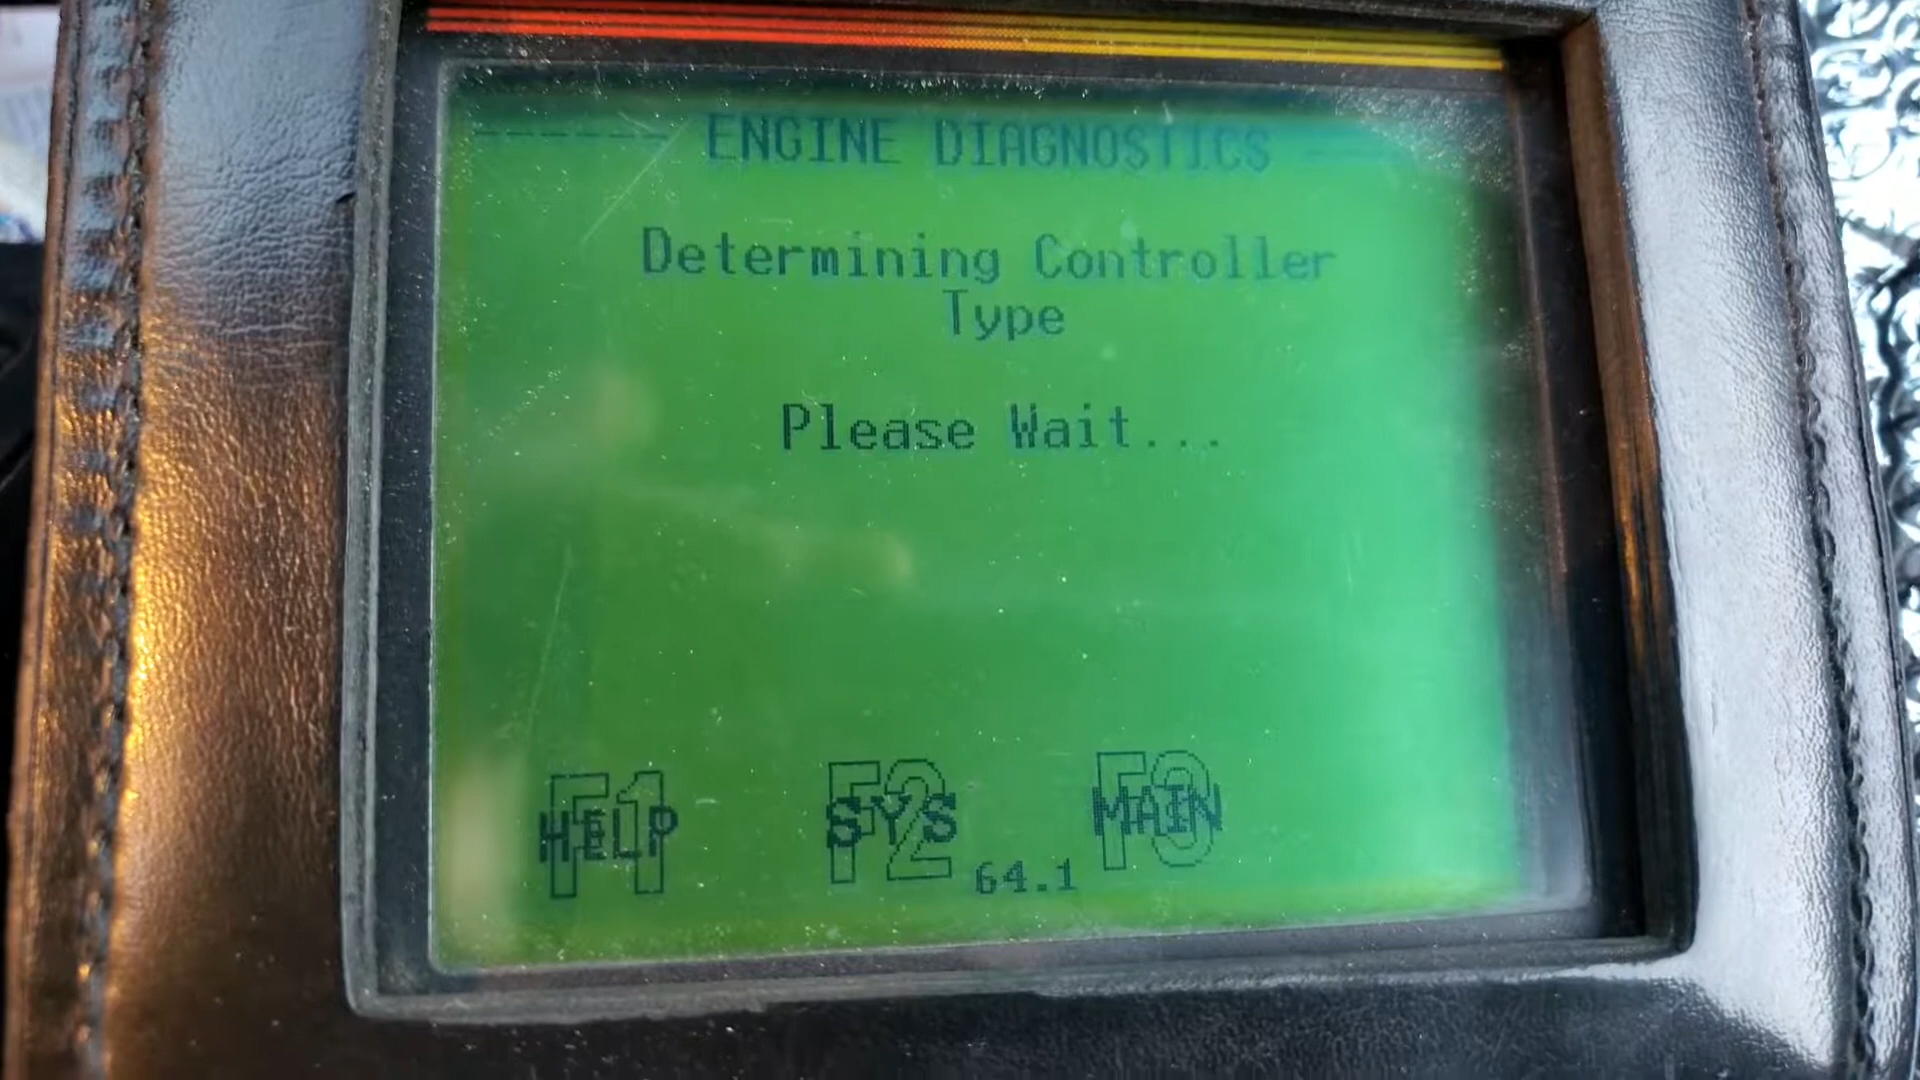 ------ ENGINE DIAGNOSTICS ----
Determining Controller
Type
Please Wait...
F1 F2 F3
HELP SYS MAIN
64.1